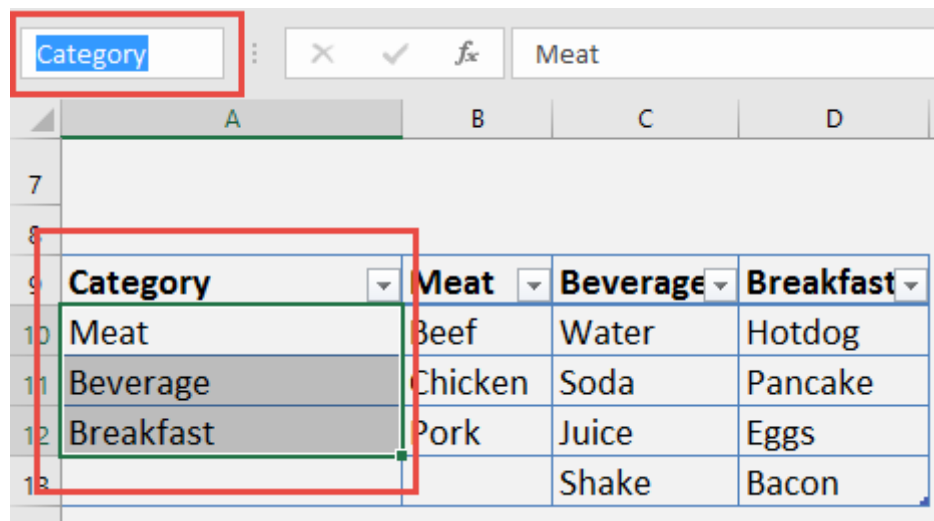 Category fx Meat
A B C D
7
8
9 Category Meat Beverage Breakfast
10 Meat Beef Water Hotdog
11 Beverage Chicken Soda Pancake
12 Breakfast Pork Juice Eggs
13 Shake Bacon